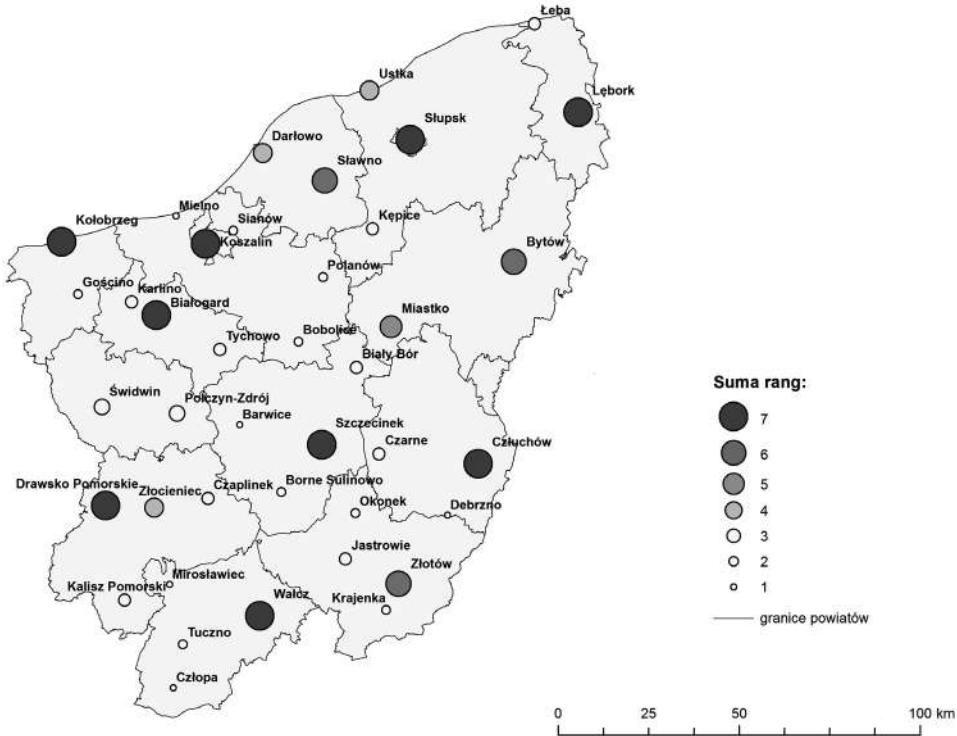 Łeba
Ustka
Lębork
Słupsk
Darłowo
Sławno
Mielno
Kołobrzeg
Sianów
Kępice
Koszalin
Bytów
Polanów
Gościno
Karlino
Białogard
Miastko
Bobolice
Tychowo
Biały Bór
Suma rang:
Świdwin
Połczyn-Zdrój
7
Barwice
Szczecinek
Czarne
Człuchów
6
Drawsko Pomorskie
Złocieniec
Czaplinek
Borne Sulinowo
5
Okonek
Debrzno
4
3
Jastrowie
2
Mirosławiec
Złotów
Kalisz Pomorski
Wałcz
Krajenka
1
granice powiatów
Tuczno
Człopa
0 25 50 100 km